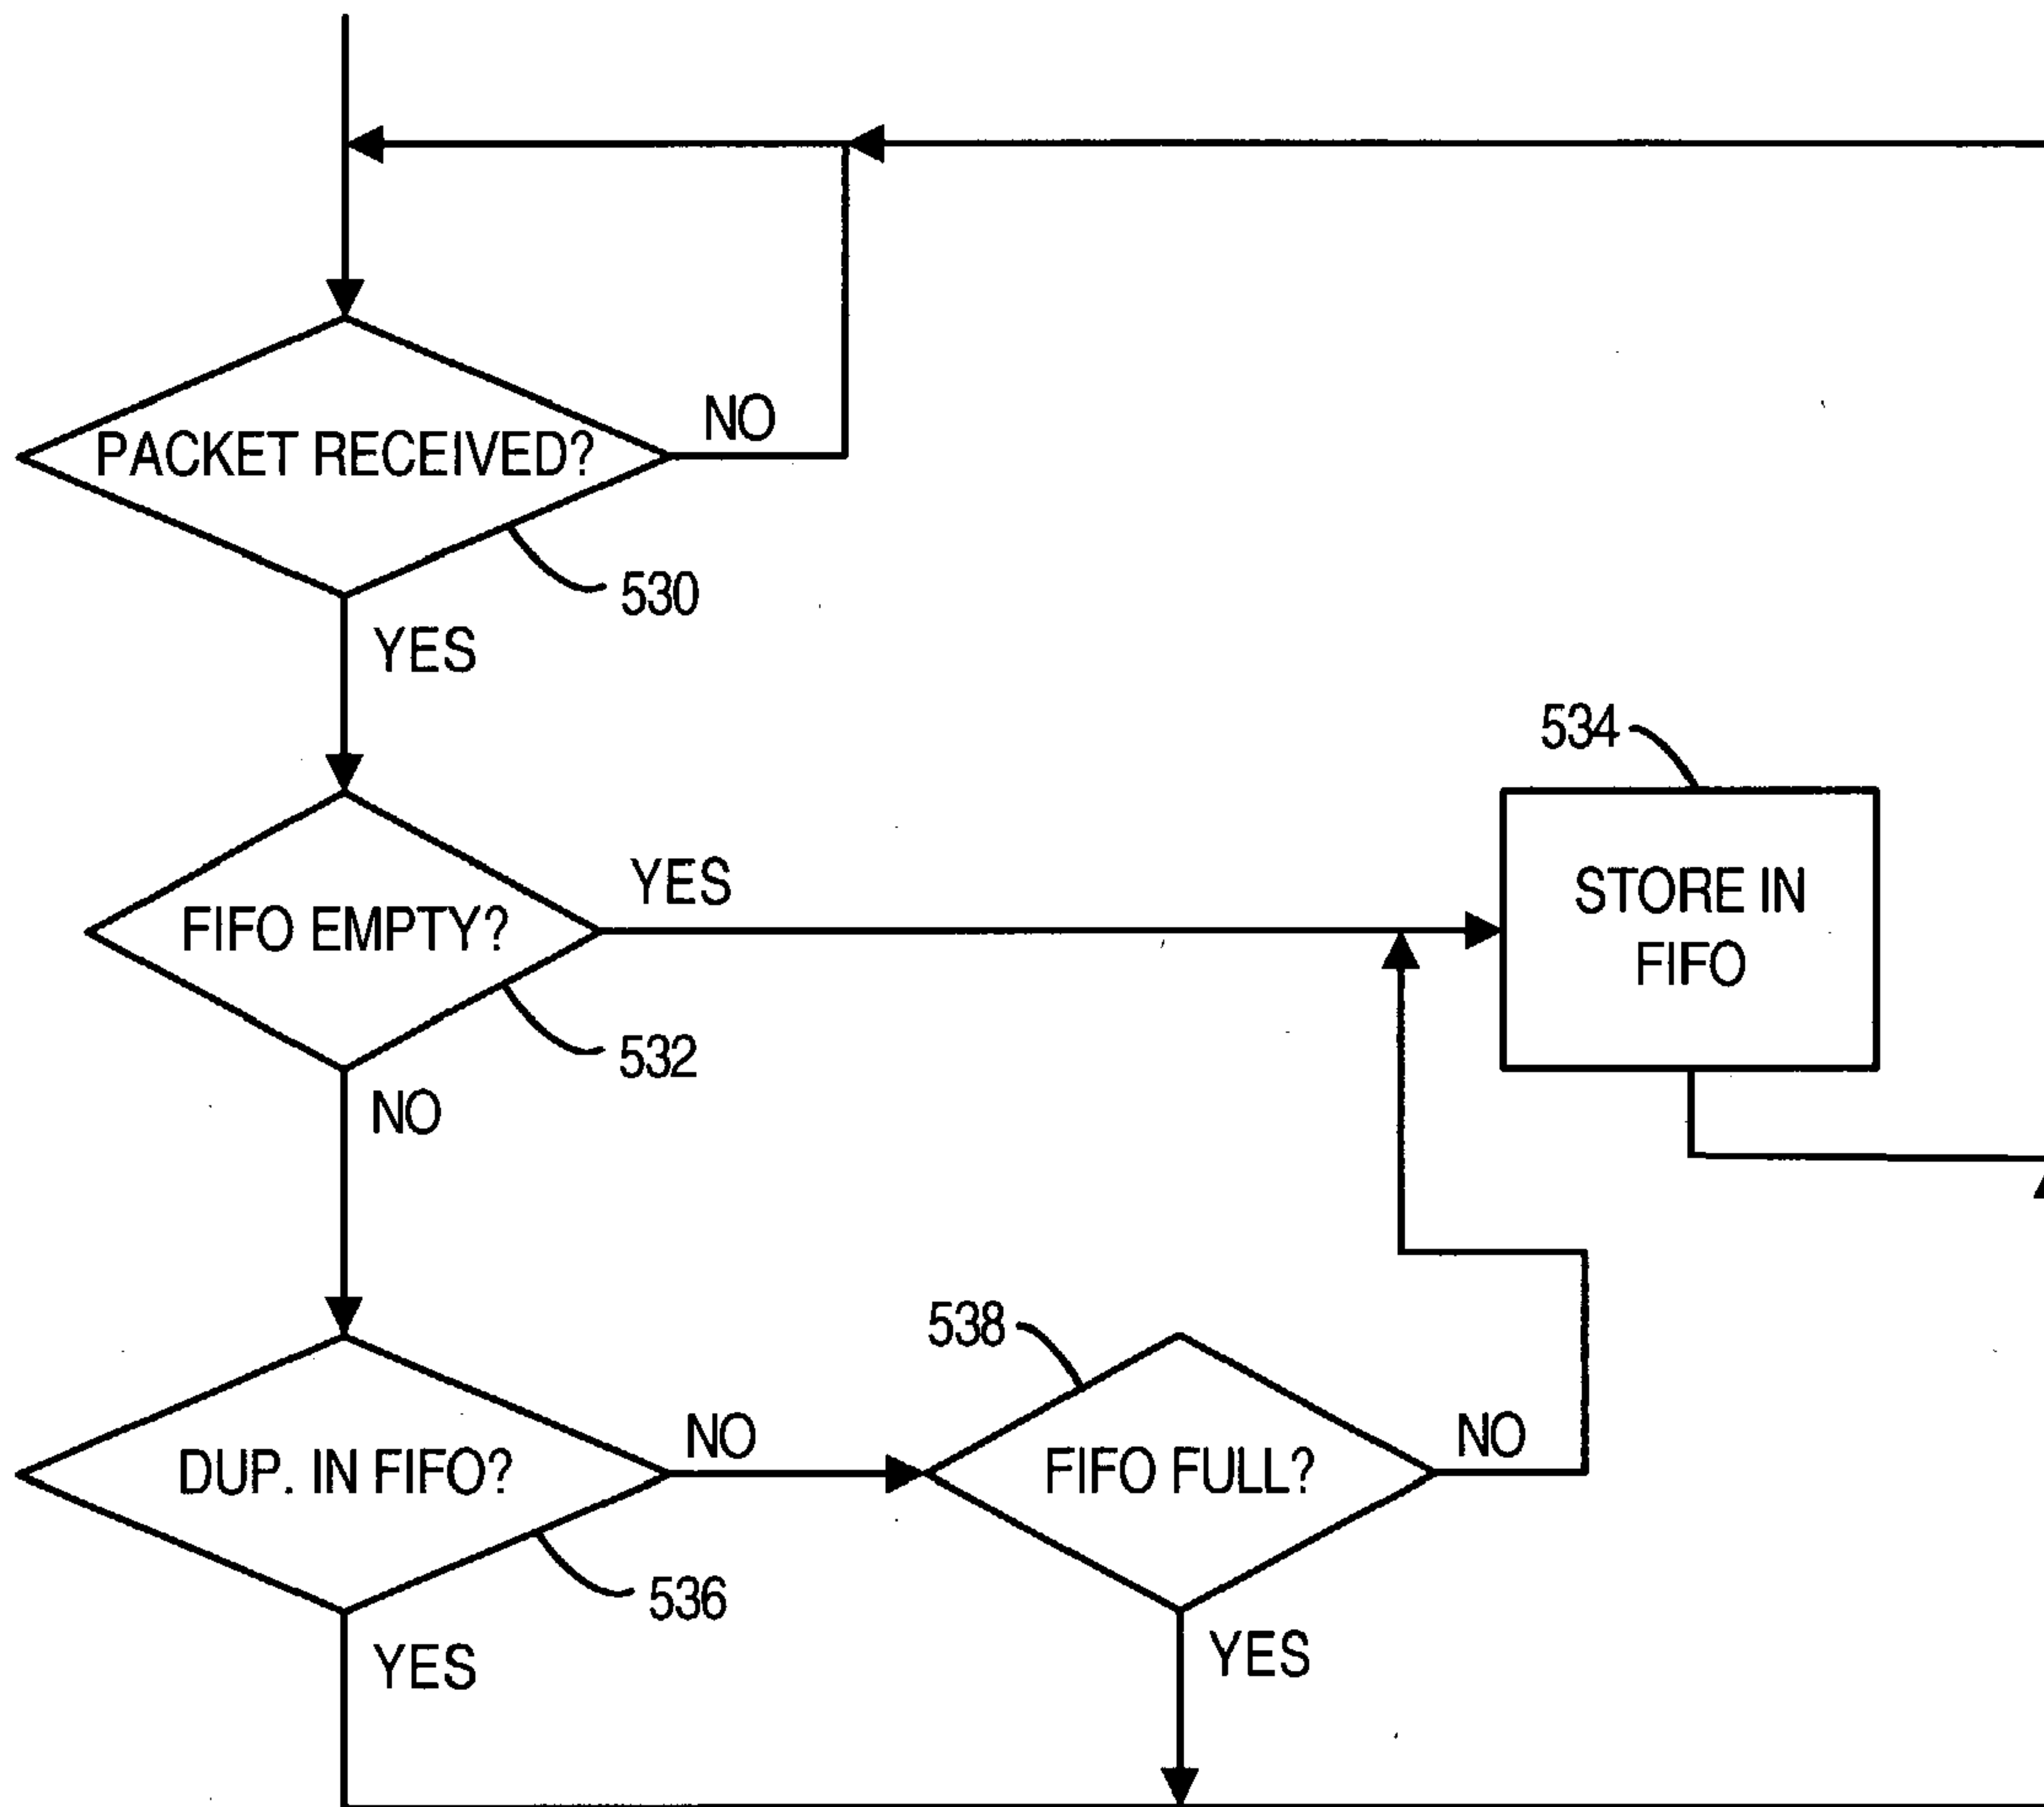 PACKET RECEIVED?
NO
530
YES
534
FIFO EMPTY?
YES
STORE IN
FIFO
532
NO
538
DUP. IN FIFO?
NO
FIFO FULL?
NO
536
YES
YES